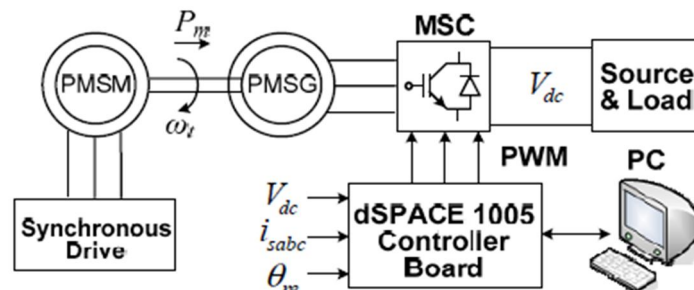 P_m
MSC
PMSM
PMSG
V_dc
Source
& Load
ω_t
PWM
PC
Synchronous
Drive
V_dc
i_sabc
θ_m
dSPACE 1005
Controller
Board